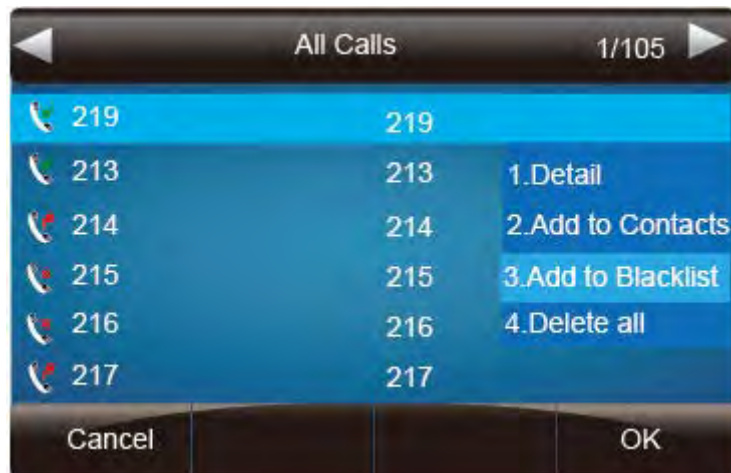 All Calls 1/105
219 219
213 213 1.Detail
214 214 2.Add to Contacts
215 215 3.Add to Blacklist
216 216 4.Delete all
217 217
Cancel OK